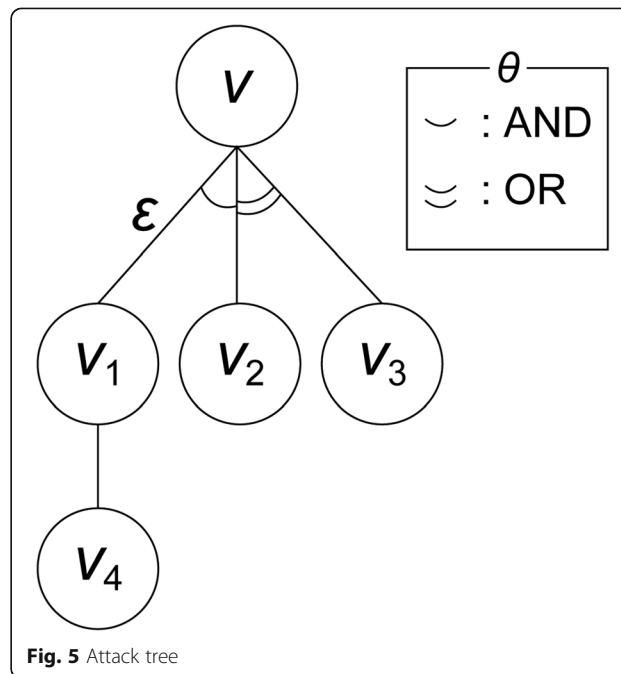 V
θ
: AND
: OR
ε
V1
V2
V3
V4
Fig. 5 Attack tree